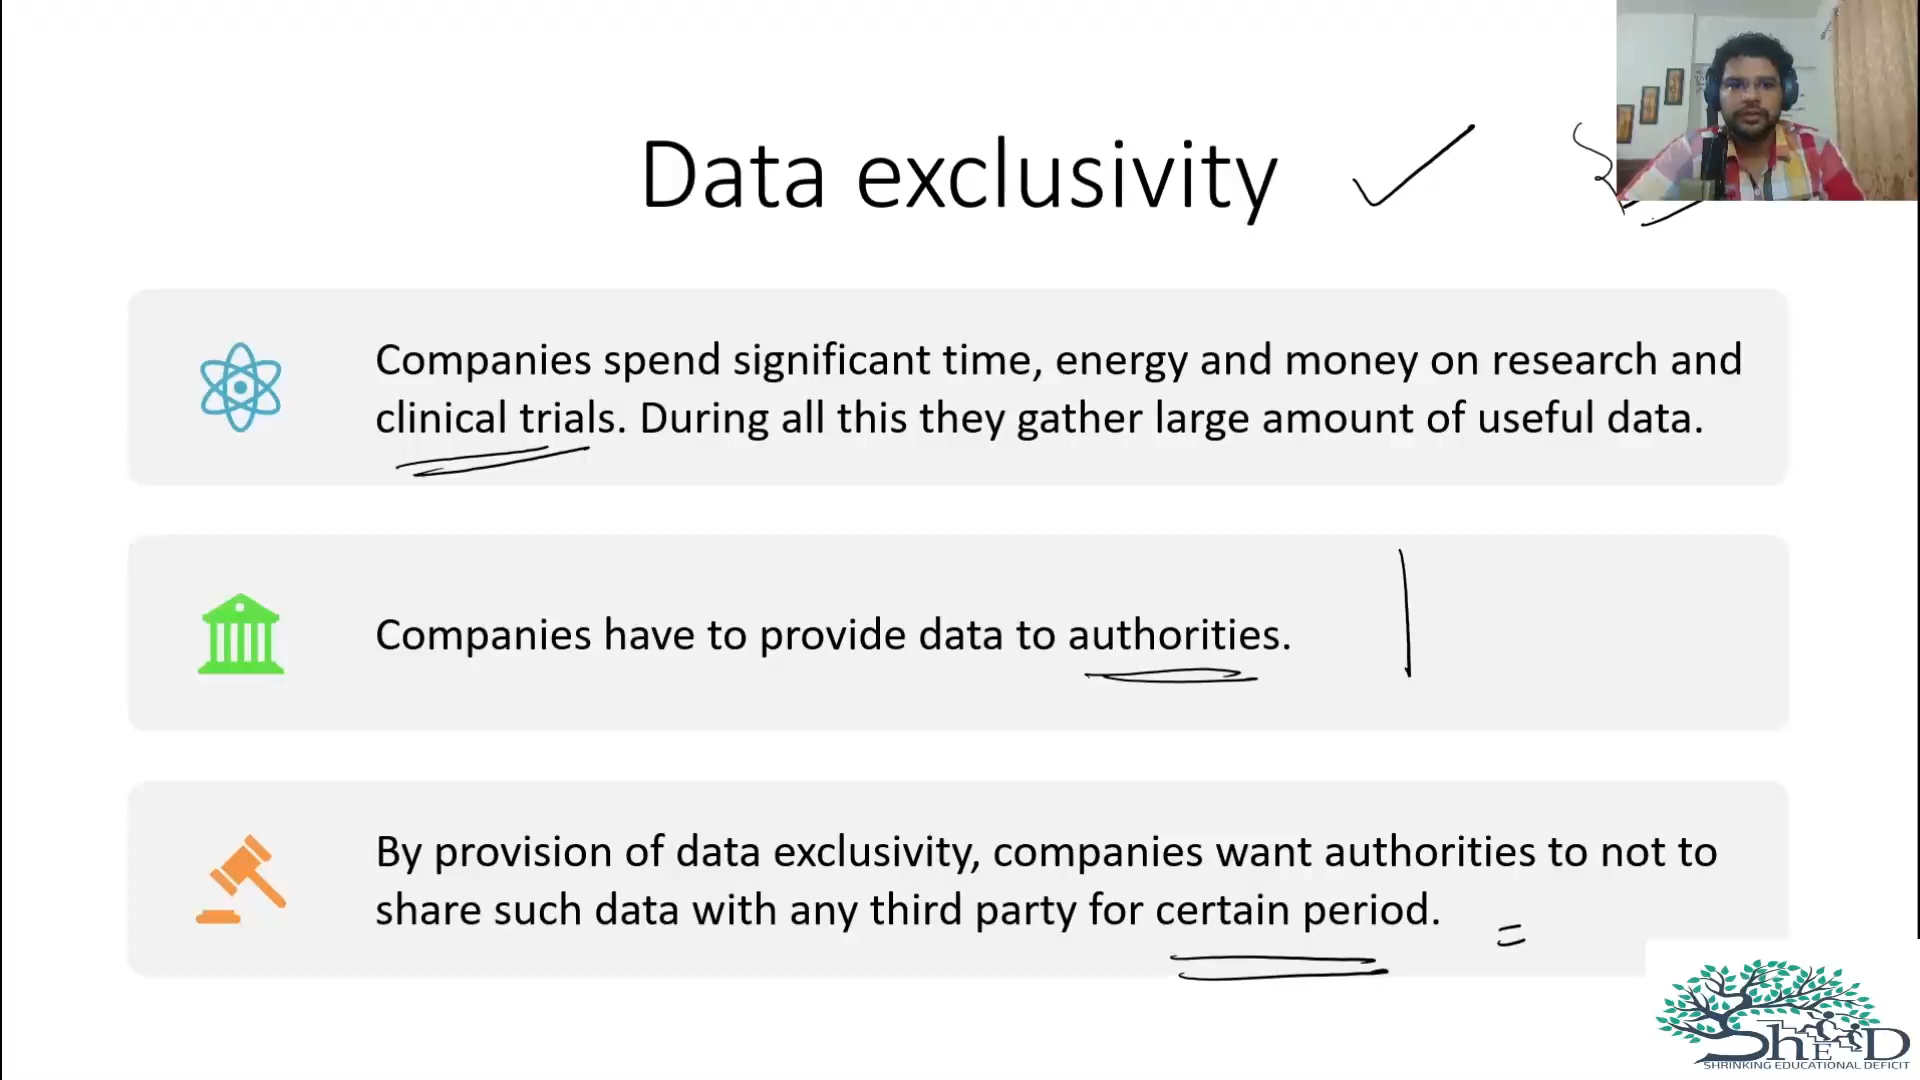 Data exclusivity
Companies spend significant time, energy and money on research and
clinical trials. During all this they gather large amount of useful data.
Companies have to provide data to authorities.
By provision of data exclusivity, companies want authorities to not to
share such data with any third party for certain period.
ShED
SHRINKING EDUCATIONAL DEFICIT